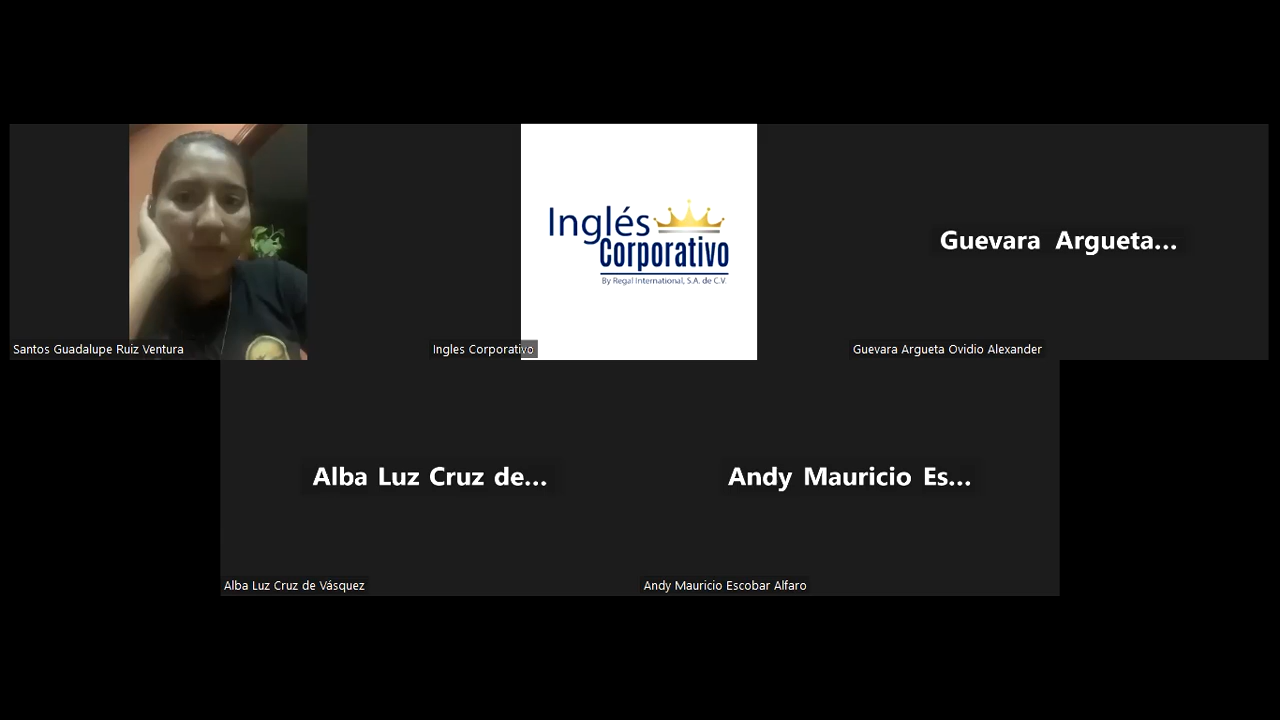 Inglés
Corporativo
By Regal International, S.A. de C.V.
Guevara Argueta...
Santos Guadalupe Ruiz Ventura
Ingles Corporativo
Guevara Argueta Ovidio Alexander
Alba Luz Cruz de...
Andy Mauricio Es...
Alba Luz Cruz de Vásquez
Andy Mauricio Escobar Alfaro